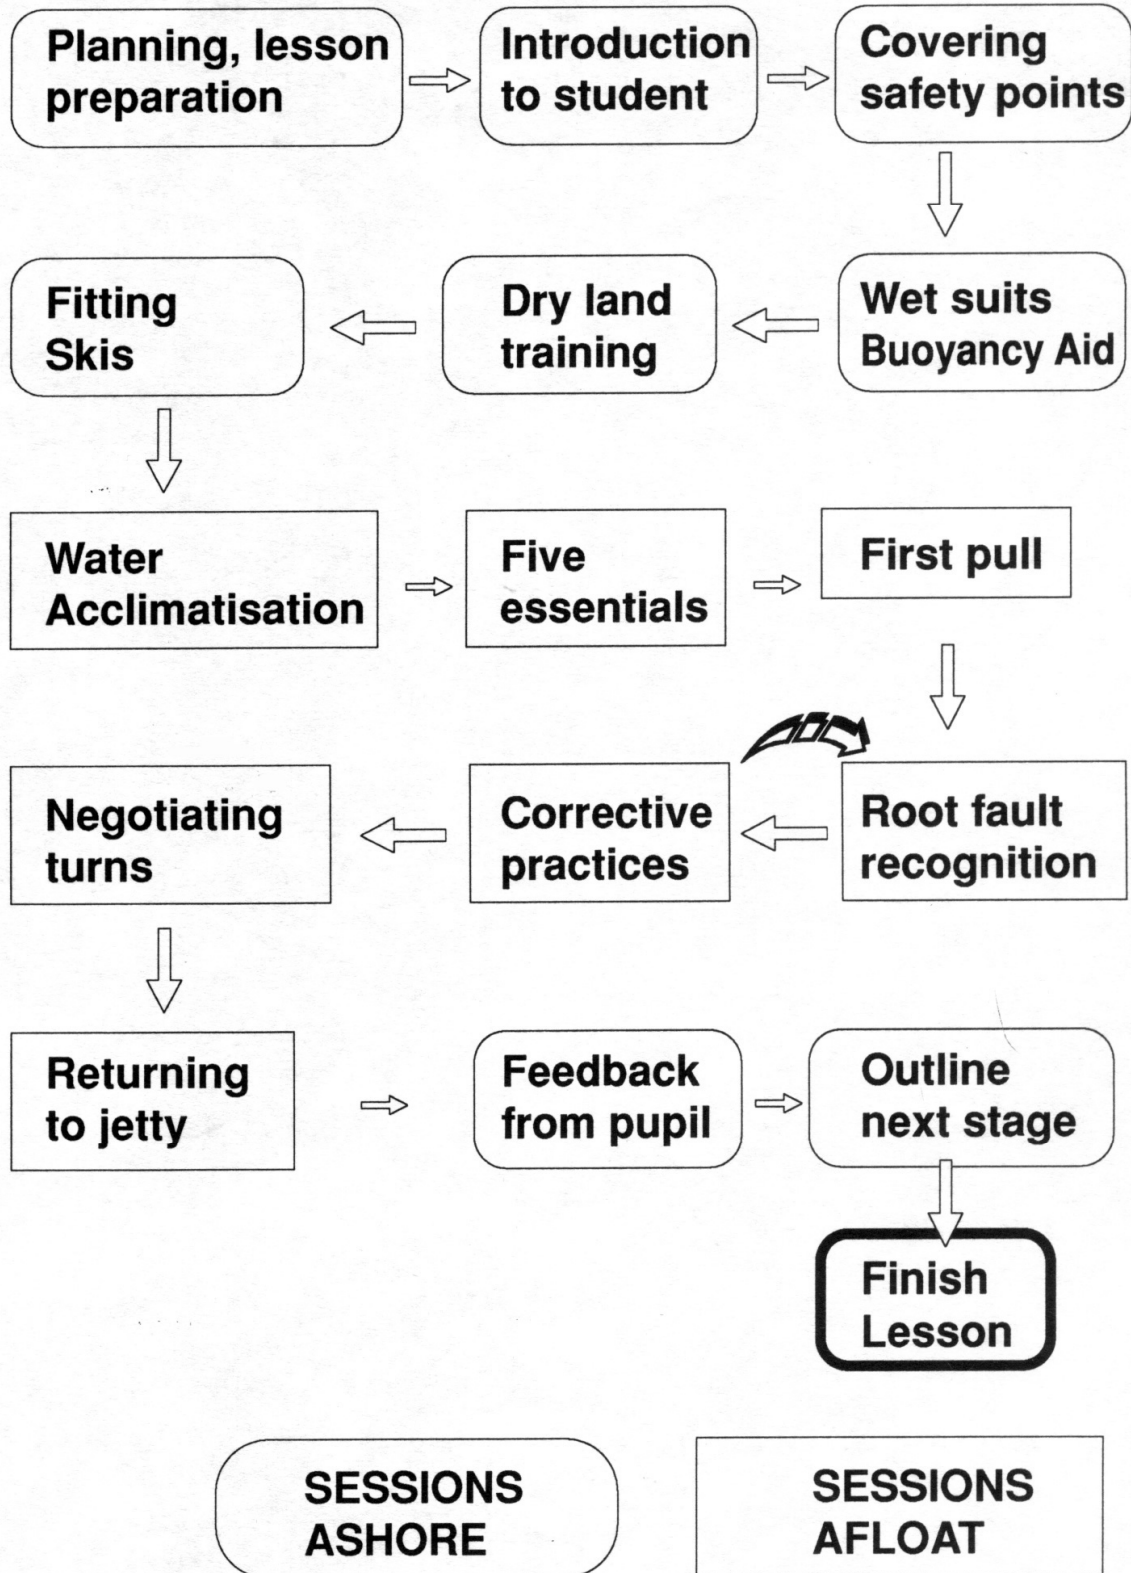 Planning, lesson
preparation
Introduction
to student
Covering
safety points
Fitting
Skis
Dry land
training
Wet suits
Buoyancy Aid
Water
Acclimatisation
Five
essentials
First pull
Negotiating
turns
Corrective
practices
Root fault
recognition
Returning
to jetty
Feedback
from pupil
Outline
next stage
Finish
Lesson
SESSIONS
ASHORE
SESSIONS
AFLOAT